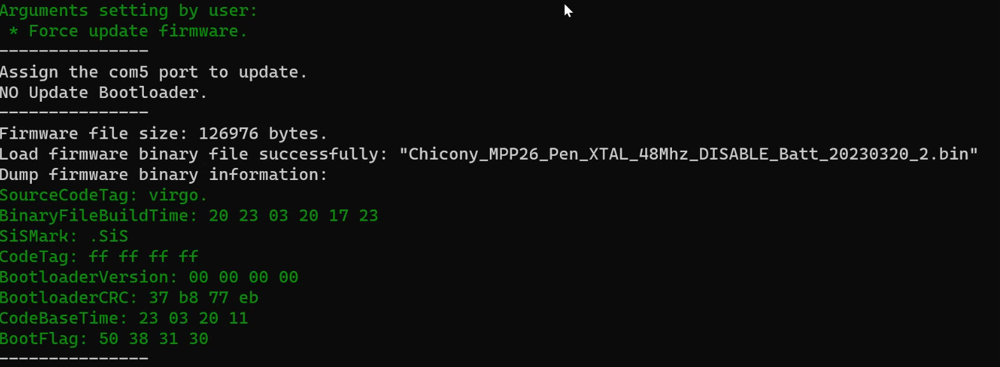 Arguments setting by user:
 * Force update firmware.
---------------
Assign the com5 port to update.
NO Update Bootloader.
---------------
Firmware file size: 126976 bytes.
Load firmware binary file successfully: "Chicony_MPP26_Pen_XTAL_48Mhz_DISABLE_Batt_20230320_2.bin"
Dump firmware binary information:
SourceCodeTag: virgo.
BinaryFileBuildTime: 20 23 03 20 17 23
SiSMark: .SiS
CodeTag: ff ff ff ff
BootloaderVersion: 00 00 00 00
BootloaderCRC: 37 b8 77 eb
CodeBaseTime: 23 03 20 11
BootFlag: 50 38 31 30
---------------